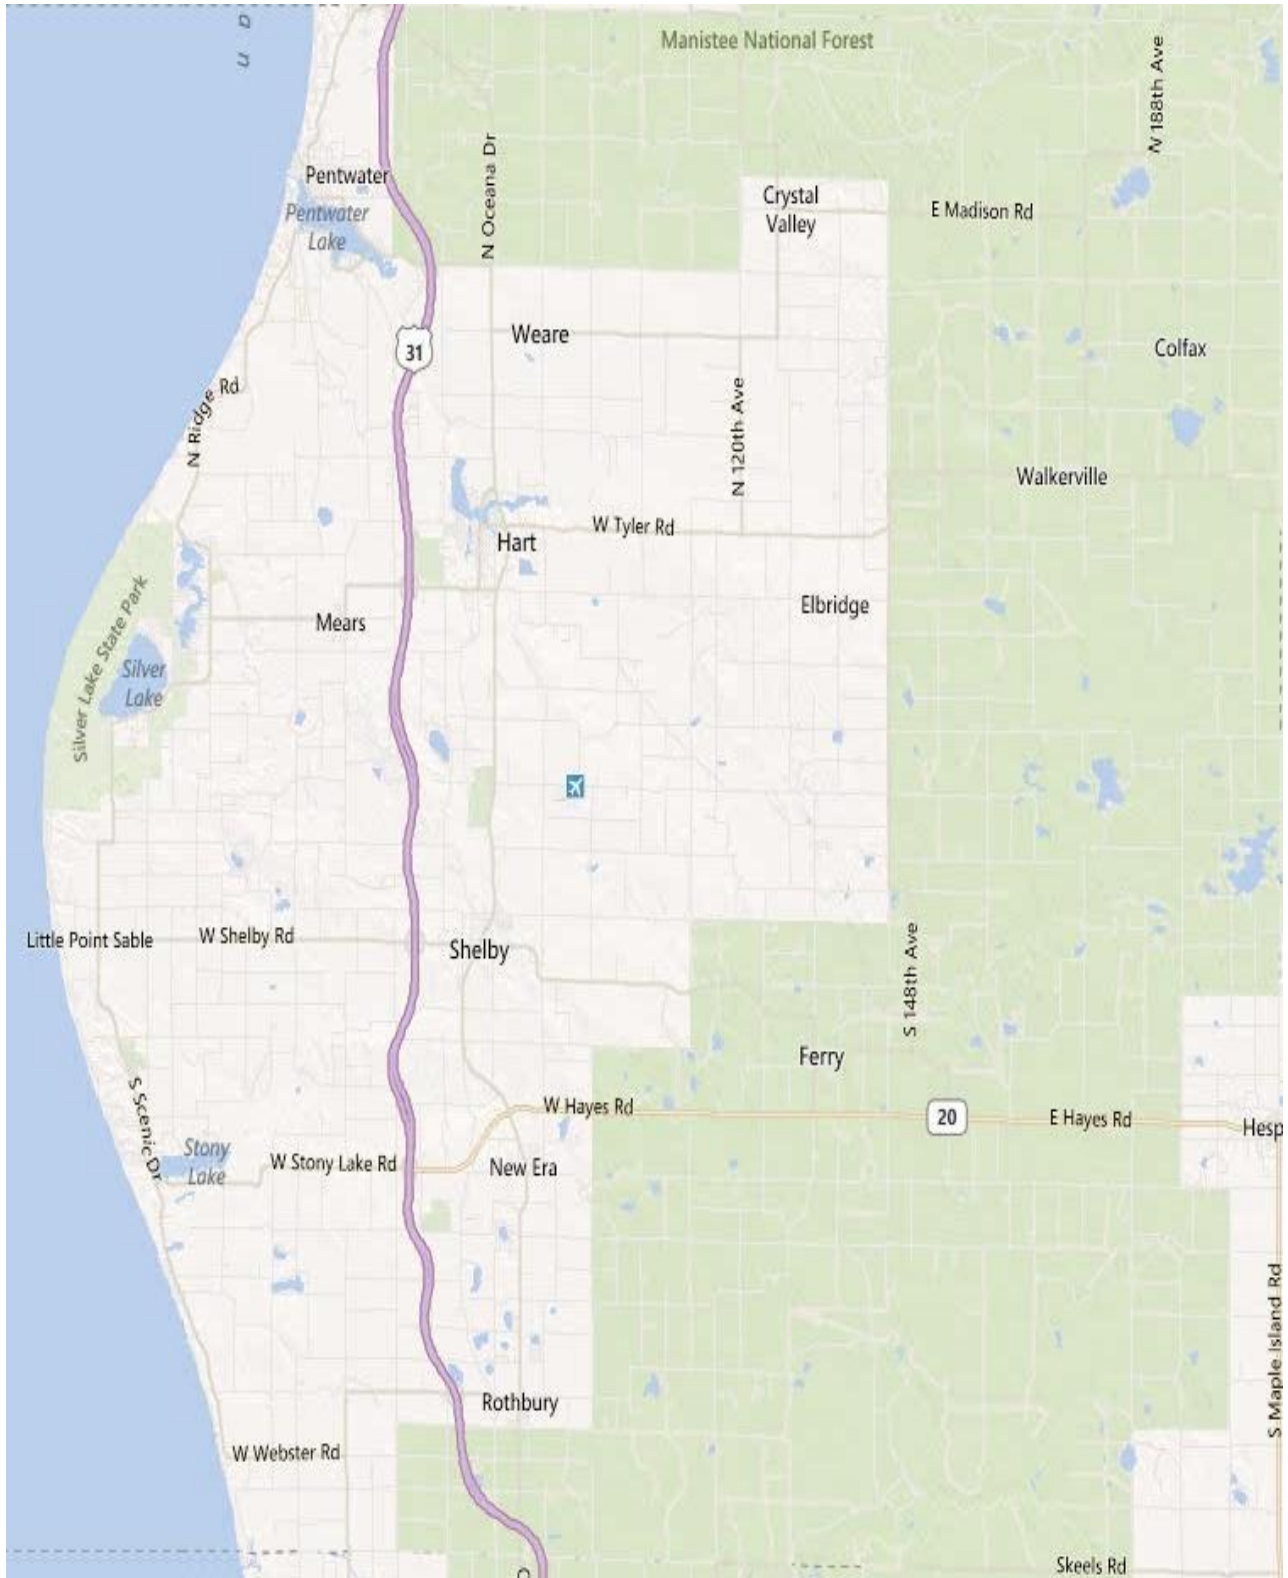 a
u
Manistee National Forest
N 188th Ave
N Oceana Dr
Pentwater
Crystal
Valley
Pentwater
Lake
E Madison Rd
Weare
31
Colfax
N Ridge Rd
N 120th Ave
Walkerville
W Tyler Rd
Hart
Silver Lake State Park
Elbridge
Mears
Silver
Lake
Little Point Sable
W Shelby Rd
Shelby
S 148th Ave
Ferry
S Scenic Dr
W Hayes Rd
20
E Hayes Rd
Hesp
Stony
Lake
W Stony Lake Rd
New Era
S Maple Island Rd
Rothbury
W Webster Rd
Skeels Rd